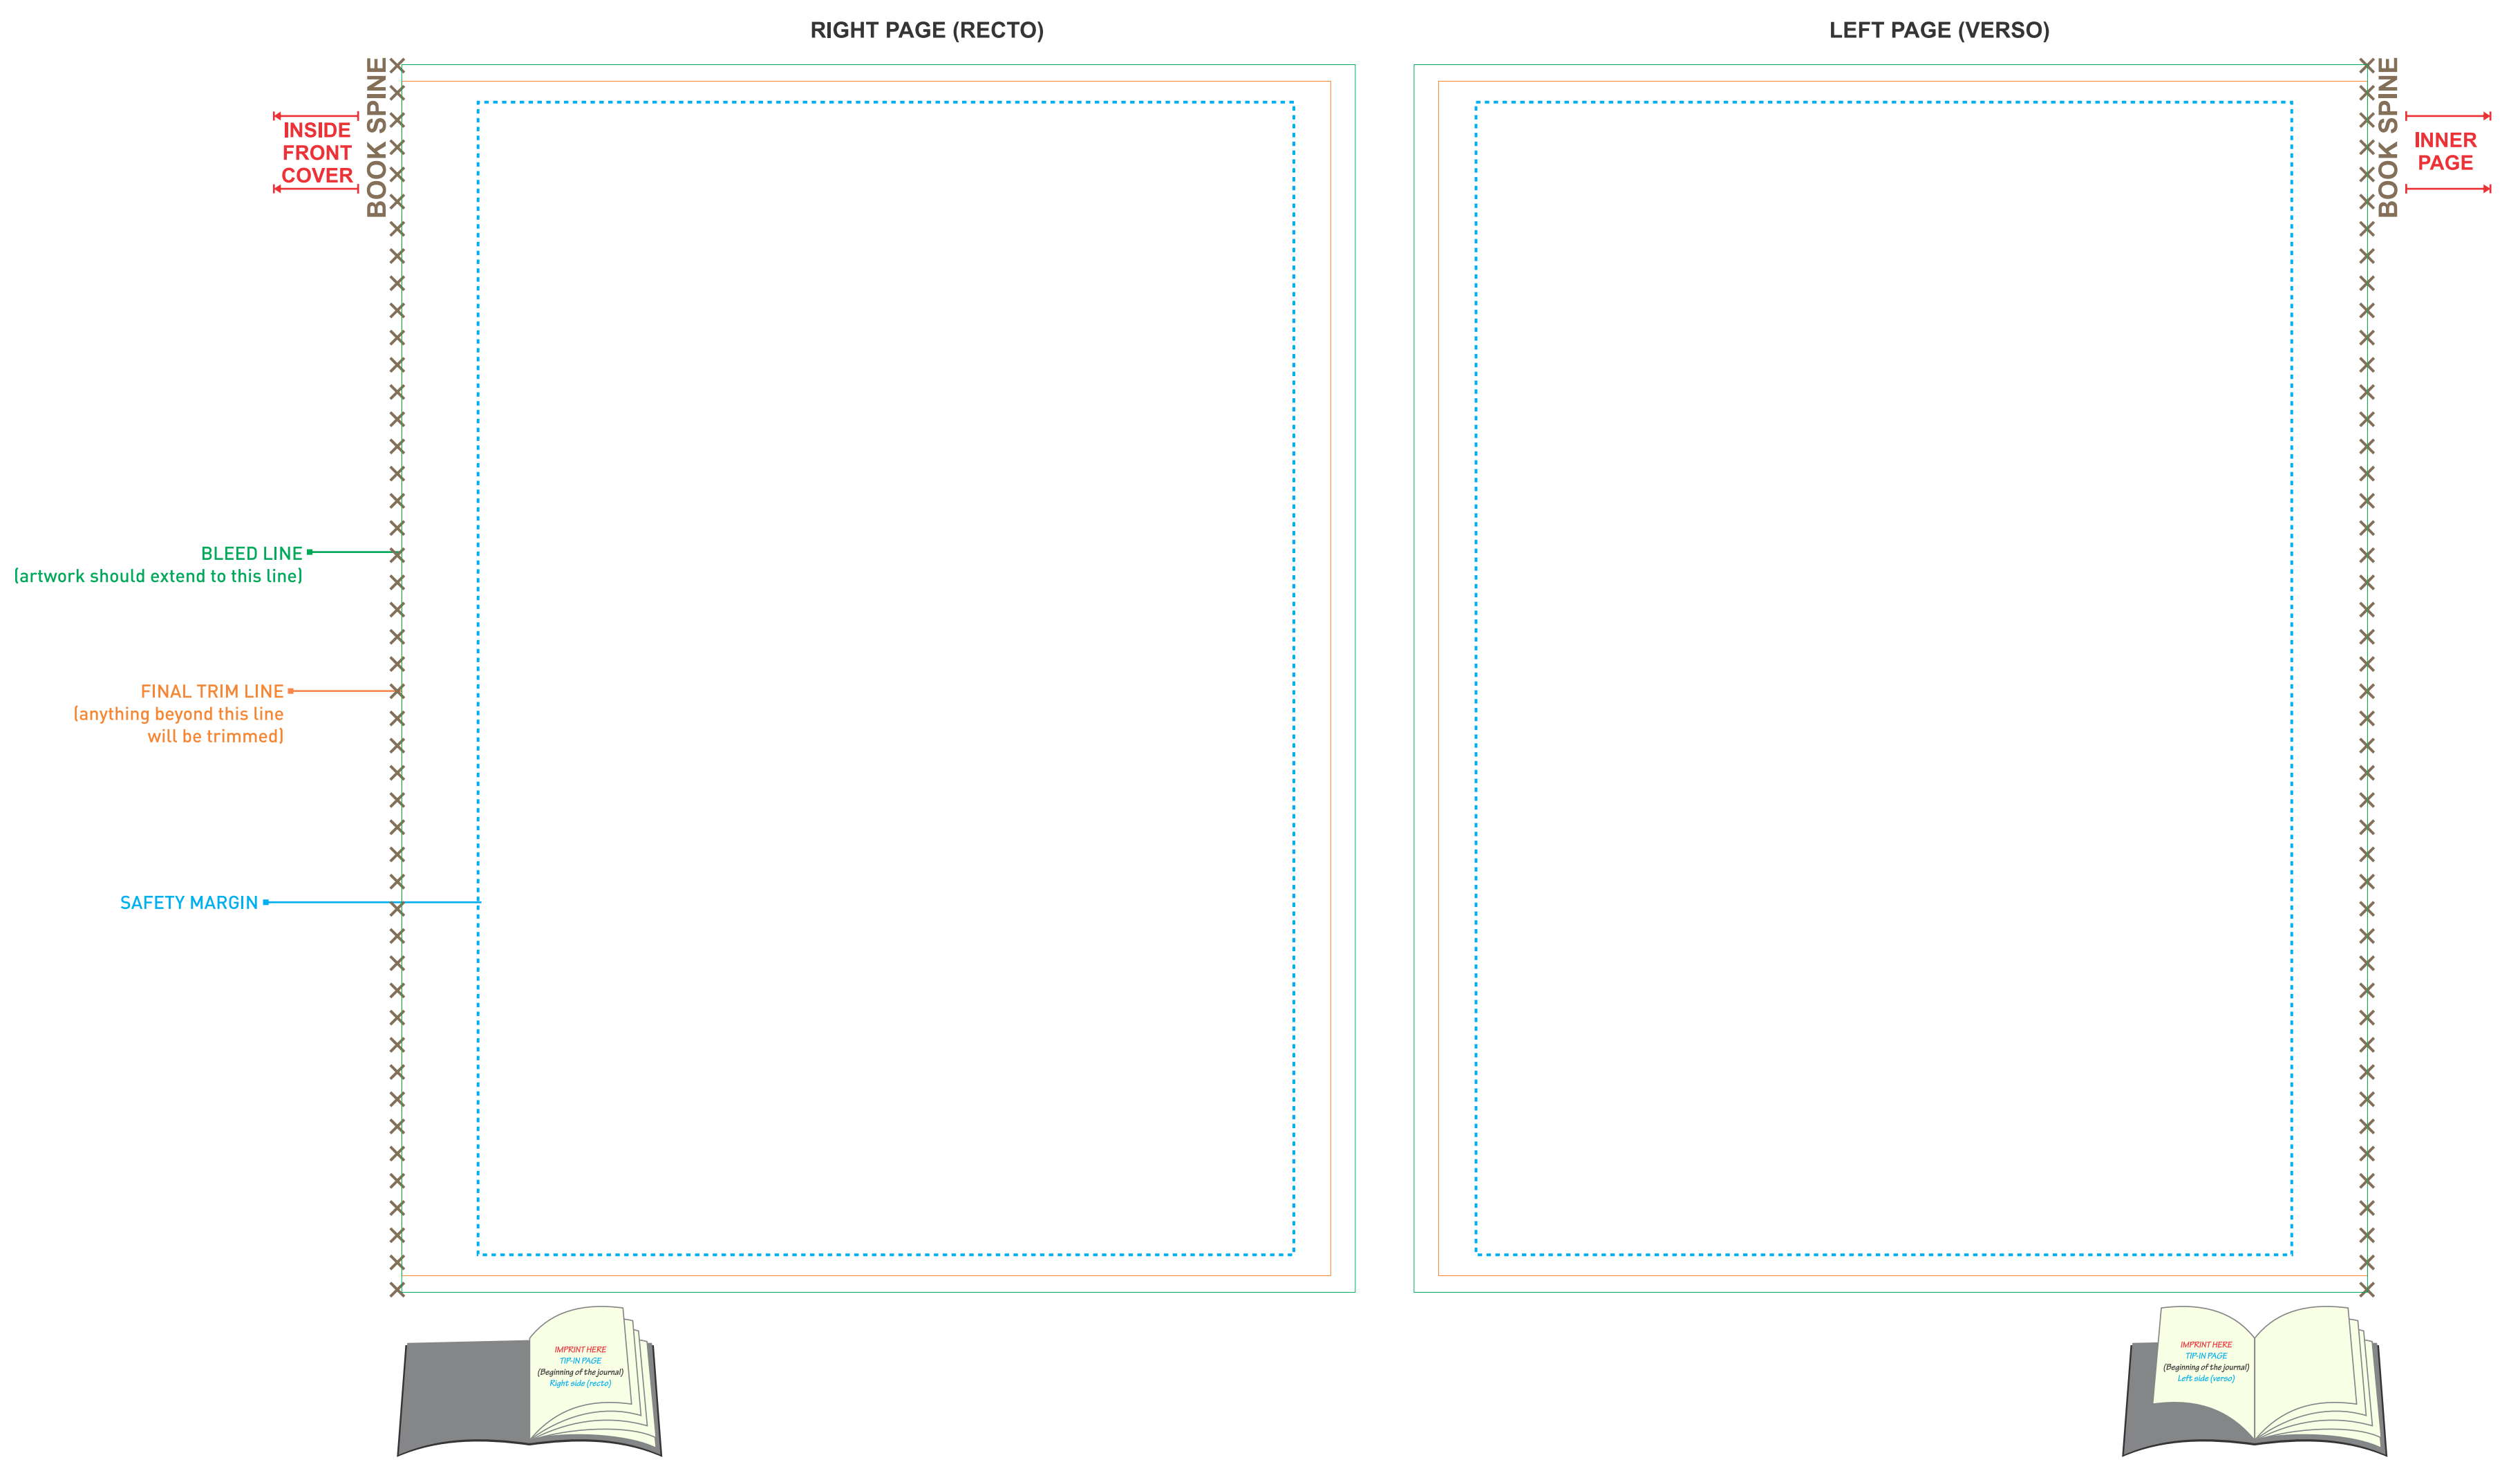 RIGHT PAGE (RECTO)
LEFT PAGE (VERSO)
BOOK SPINE
INSIDE
FRONT
COVER
BOOK SPINE
INNER
PAGE
BLEED LINE
(artwork should extend to this line)
FINAL TRIM LINE
(anything beyond this line
will be trimmed)
SAFETY MARGIN
IMPRINT HERE
TIP-IN PAGE
(Beginning of the journal)
Right side (recto)
IMPRINT HERE
TIP-IN PAGE
(Beginning of the journal)
Left side (verso)